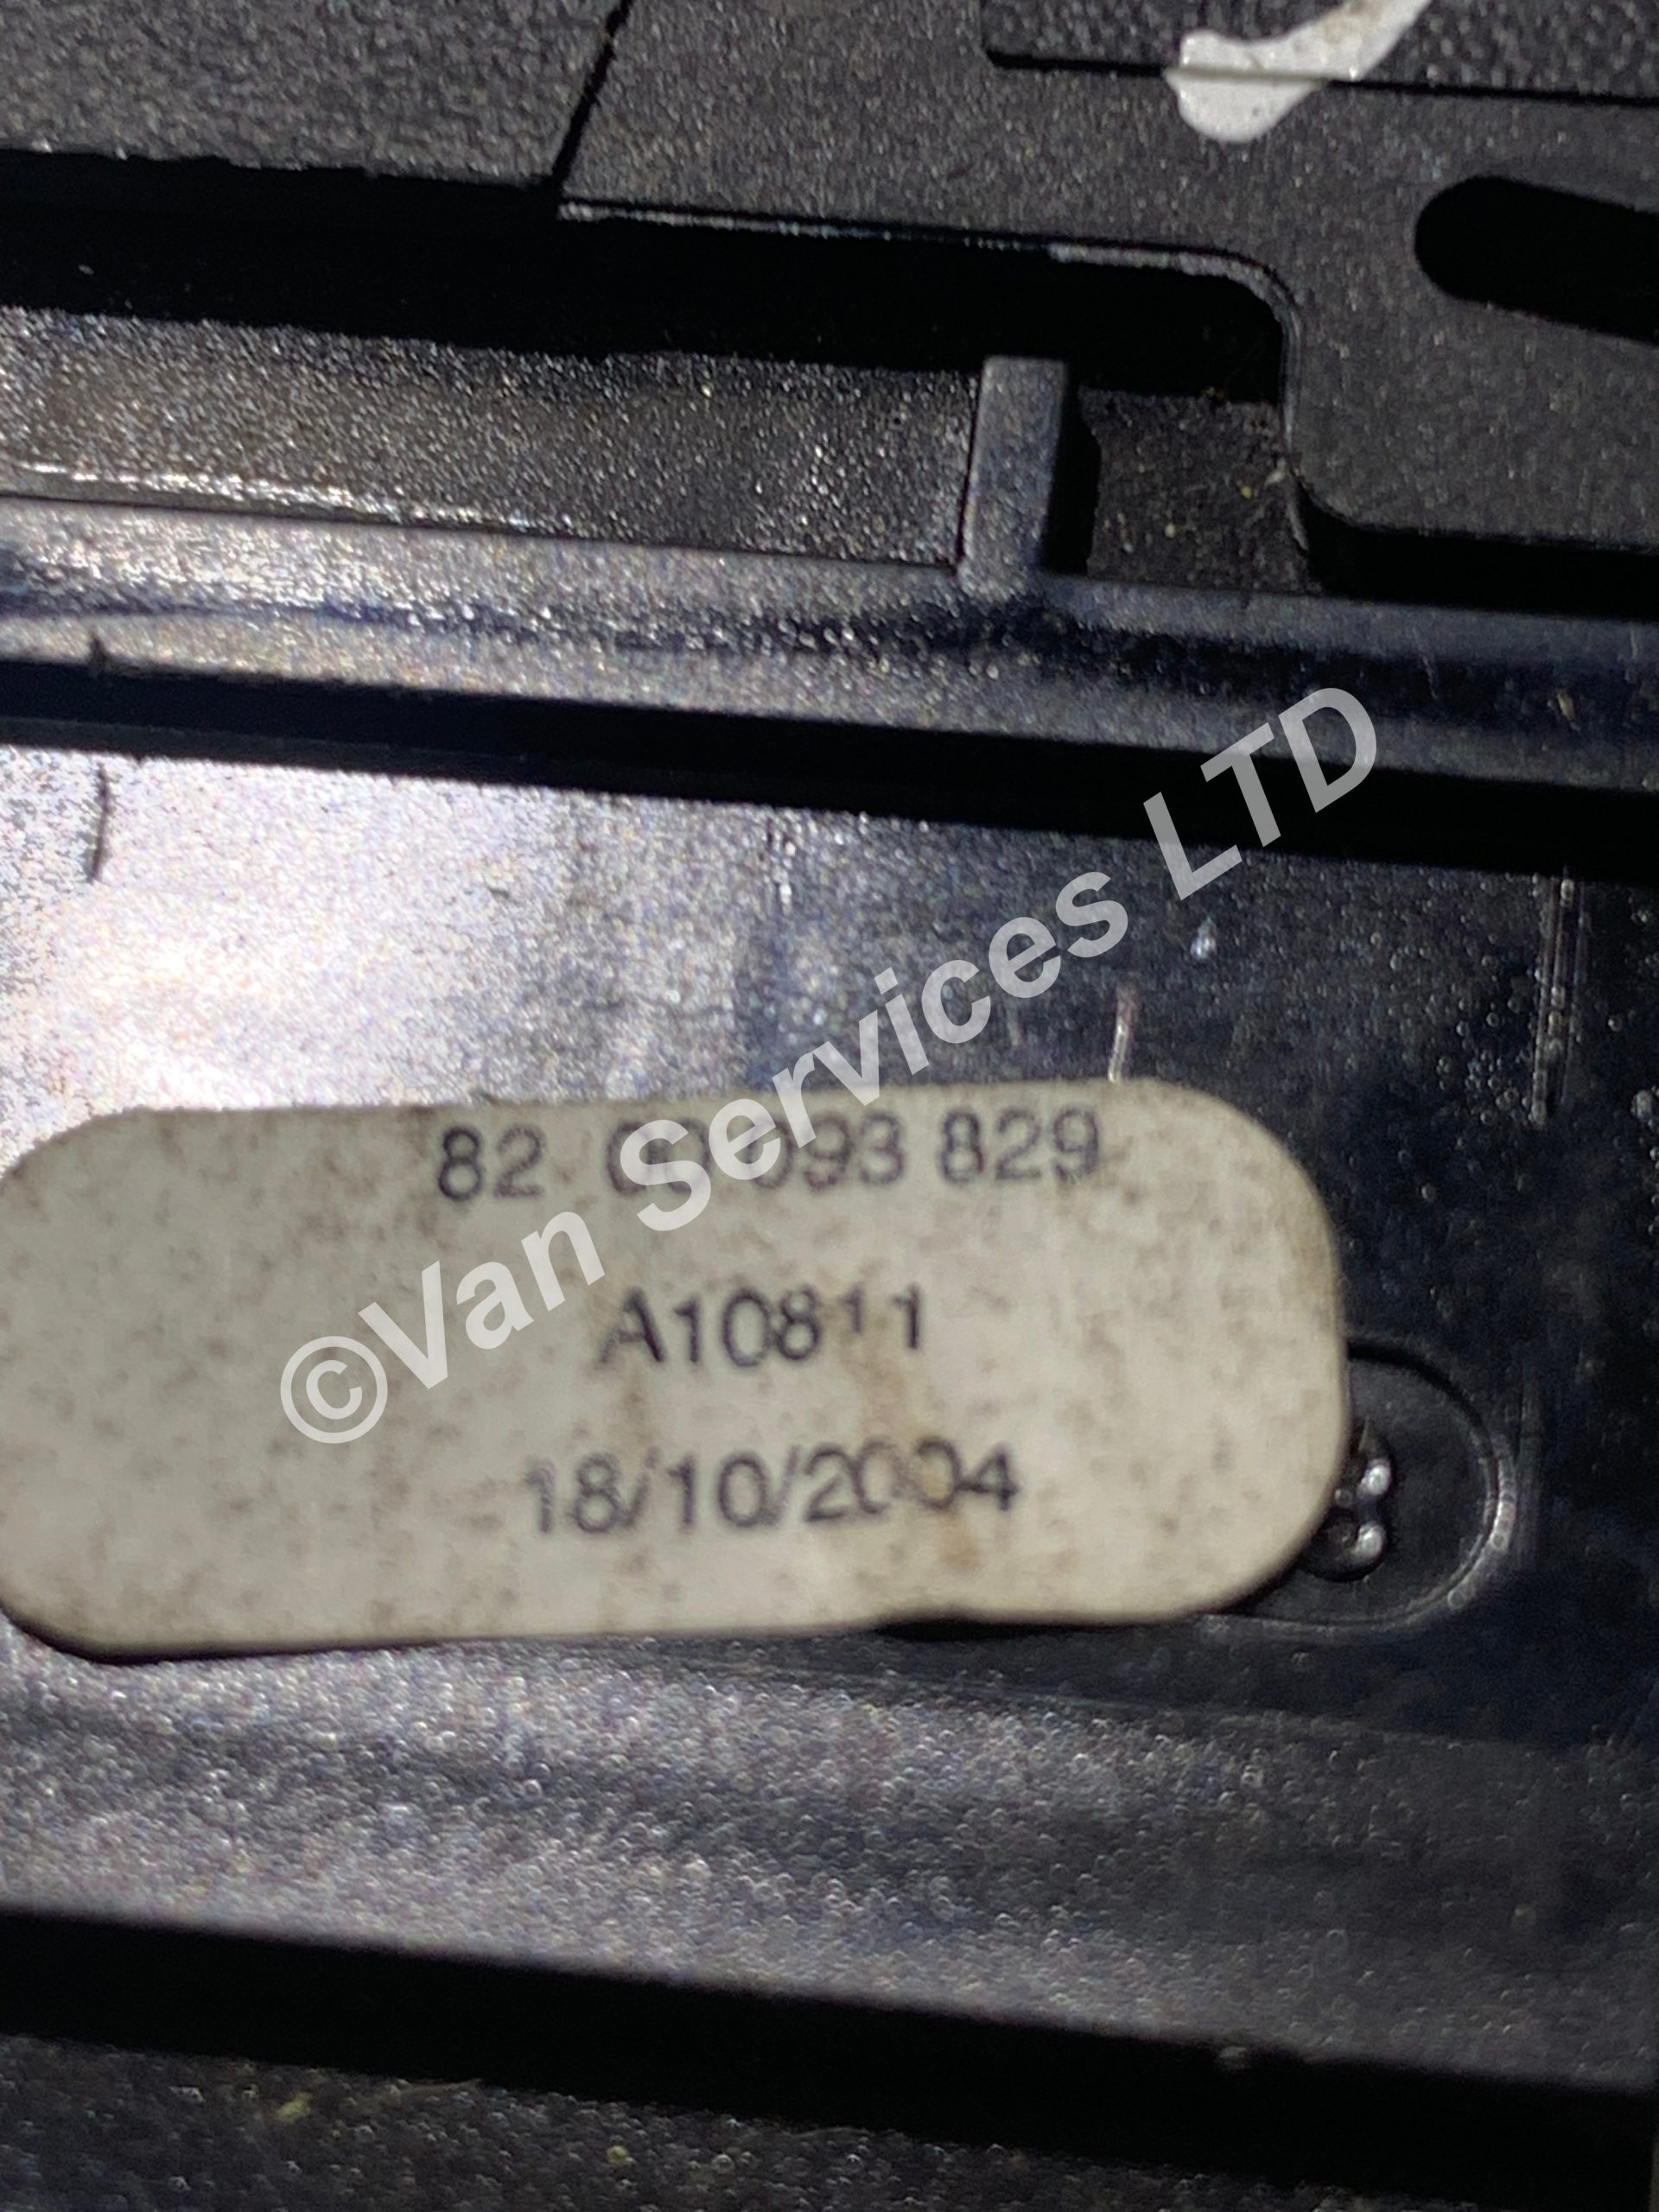 ©Van Services LTD
82 093 829
A10811
18/10/2004